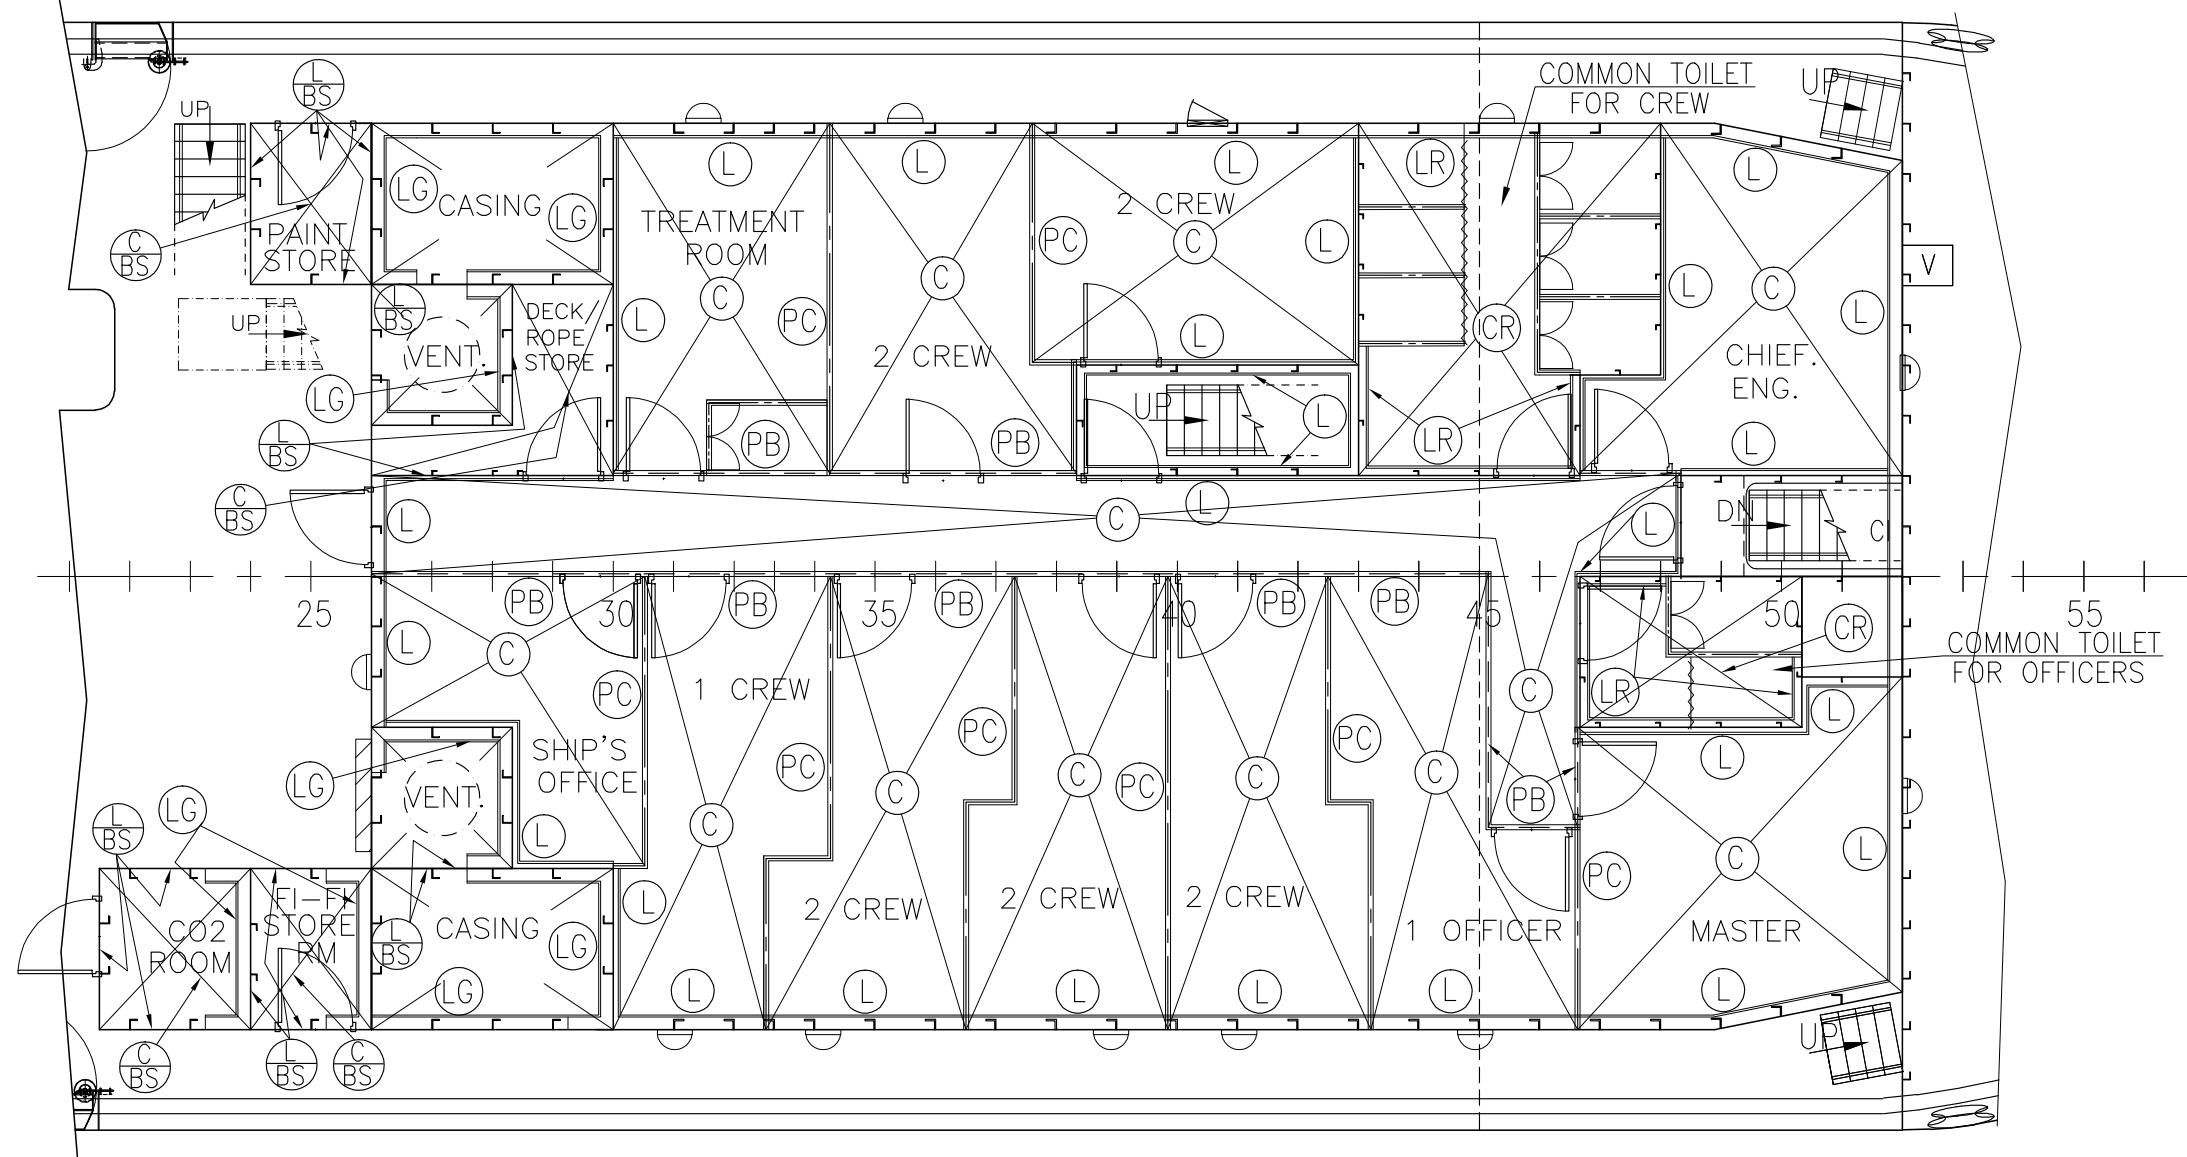 COMMON TOILET
FOR CREW
UP
L
BS
UP
L
L
L
LR
L
LG
CASING
LG
2 CREW
TREATMENT
ROOM
PC
C
L
PAINT
STORE
C
BS
C
C
L
C
V
L
BS
C
L
PC
DECK
ROPE
STORE
UP
VENT.
L
CR
L
2 CREW
CHIEF.
ENG.
LG
UP
L
L
BS
PB
PB
LR
L
C
BS
L
L
C
L
DN
CL
25
30
35
40
45
50
55
PB
PB
PB
PB
PB
L
C
CR
COMMON TOILET
FOR OFFICERS
PC
1 CREW
C
LR
L
PC
PC
SHIP'S
OFFICE
PC
L
LG
VENT.
PC
C
C
C
C
PB
LG
L
BS
C
L
L
C
L
PC
FI-FI
STORE
RM
CO2
ROOM
L
BS
CASING
LG
L
2 CREW
2 CREW
2 CREW
1 OFFICER
MASTER
LG
L
L
L
L
L
L
UP
C
BS
L
BS
C
BS